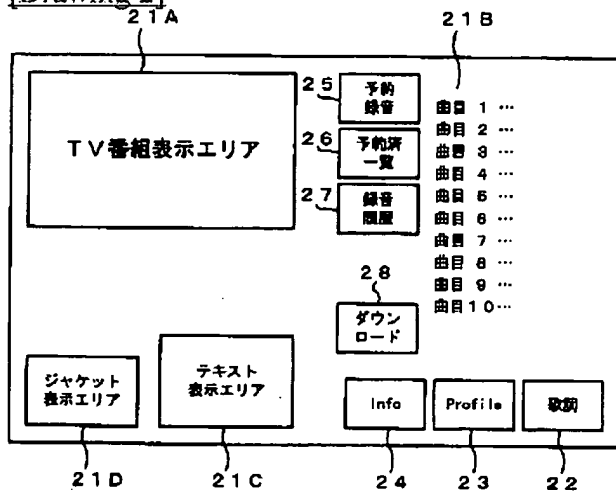 21A
21B
TV番組表示エリア
25
予約
録音
26
予約済
一覧
27
録音
履歴
曲目 1 …
曲目 2 …
曲目 3 …
曲目 4 …
曲目 5 …
曲目 6 …
曲目 7 …
曲目 8 …
曲目 9 …
曲目10…
28
ダウン
ロード
ジャケット
表示エリア
テキスト
表示エリア
Info
Profile
歌詞
21D
21C
24
23
22